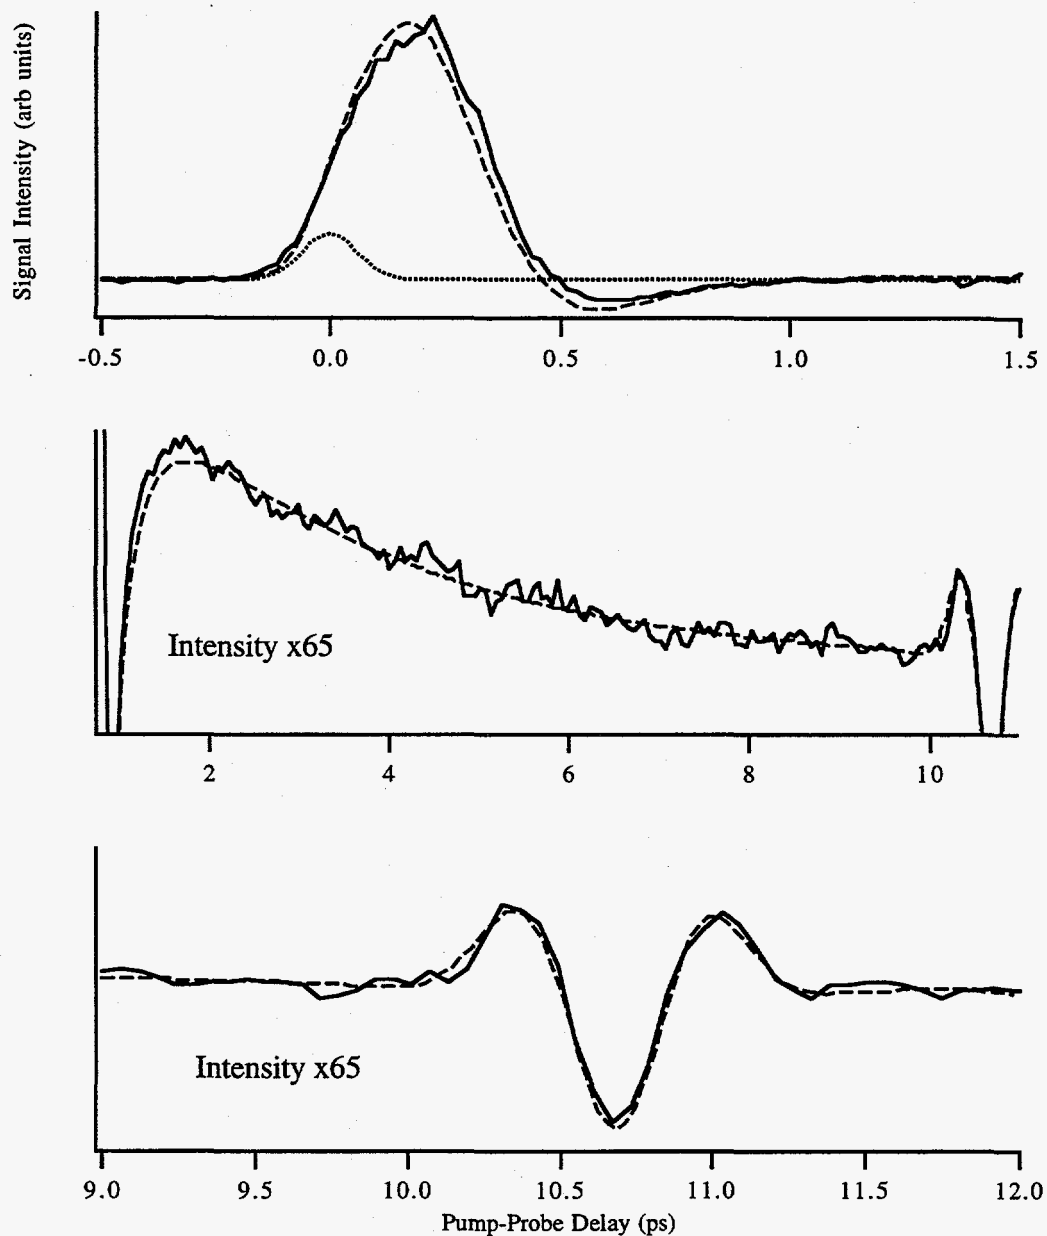 Signal Intensity (arb units)
-0.5 0.0 0.5 1.0 1.5
Intensity x65
2 4 6 8 10
Intensity x65
9.0 9.5 10.0 10.5 11.0 11.5 12.0
Pump-Probe Delay (ps)